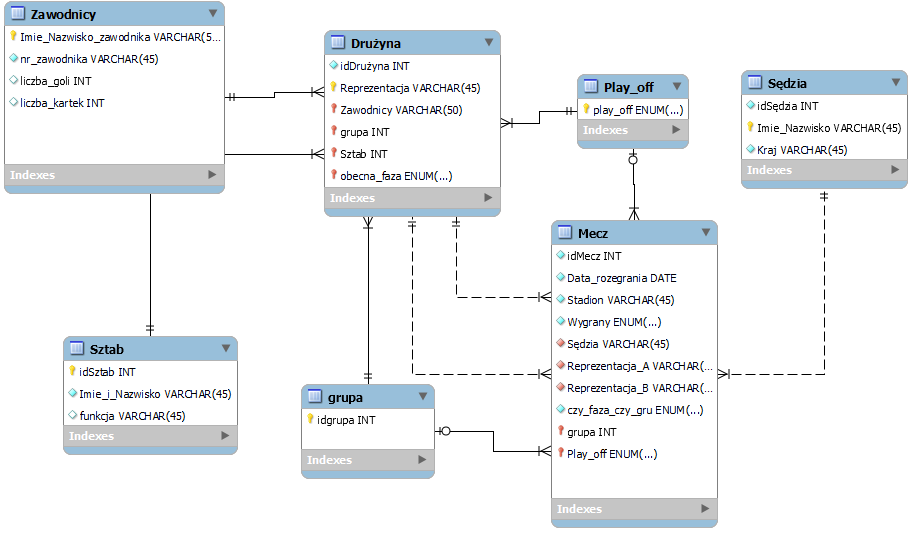 Zawodnicy
Imie_Nazwisko_zawodnika VARCHAR(5...
nr_zawodnika VARCHAR(45)
liczba_goli INT
liczba_kartek INT
Indexes
Drużyna
idDrużyna INT
Reprezentacja VARCHAR(45)
Zawodnicy VARCHAR(50)
grupa INT
Sztab INT
obecna_faza ENUM(...)
Indexes
Play_off
play_off ENUM(...)
Indexes
Sędzia
idSędzia INT
Imie_Nazwisko VARCHAR(45)
Kraj VARCHAR(45)
Indexes
Mecz
idMecz INT
Data_rozegrania DATE
Stadion VARCHAR(45)
Wygrany ENUM(...)
Sędzia VARCHAR(45)
Reprezentacja_A VARCHAR(...
Reprezentacja_B VARCHAR(...
czy_faza_czy_gru ENUM(...)
grupa INT
Play_off ENUM(...)
Indexes
Sztab
idSztab INT
Imie_i_Nazwisko VARCHAR(45)
funkcja VARCHAR(45)
Indexes
grupa
idgrupa INT
Indexes